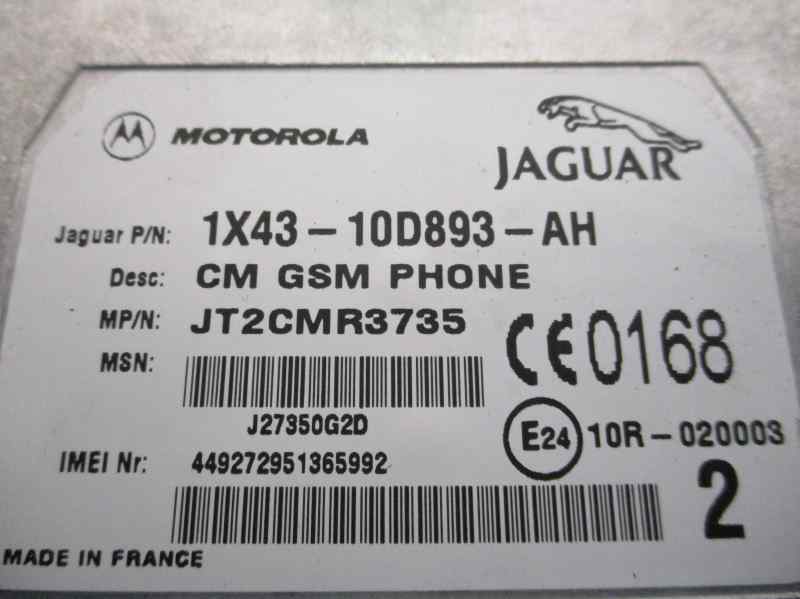 MOTOROLA
JAGUAR
Jaguar P/N: 1X43-10D893-AH
Desc: CM GSM PHONE
MP/N: JT2CMR3735
MSN:
CE0168
J27350G2D
E24 10R-020003
IMEI Nr: 449272951365992
2
MADE IN FRANCE